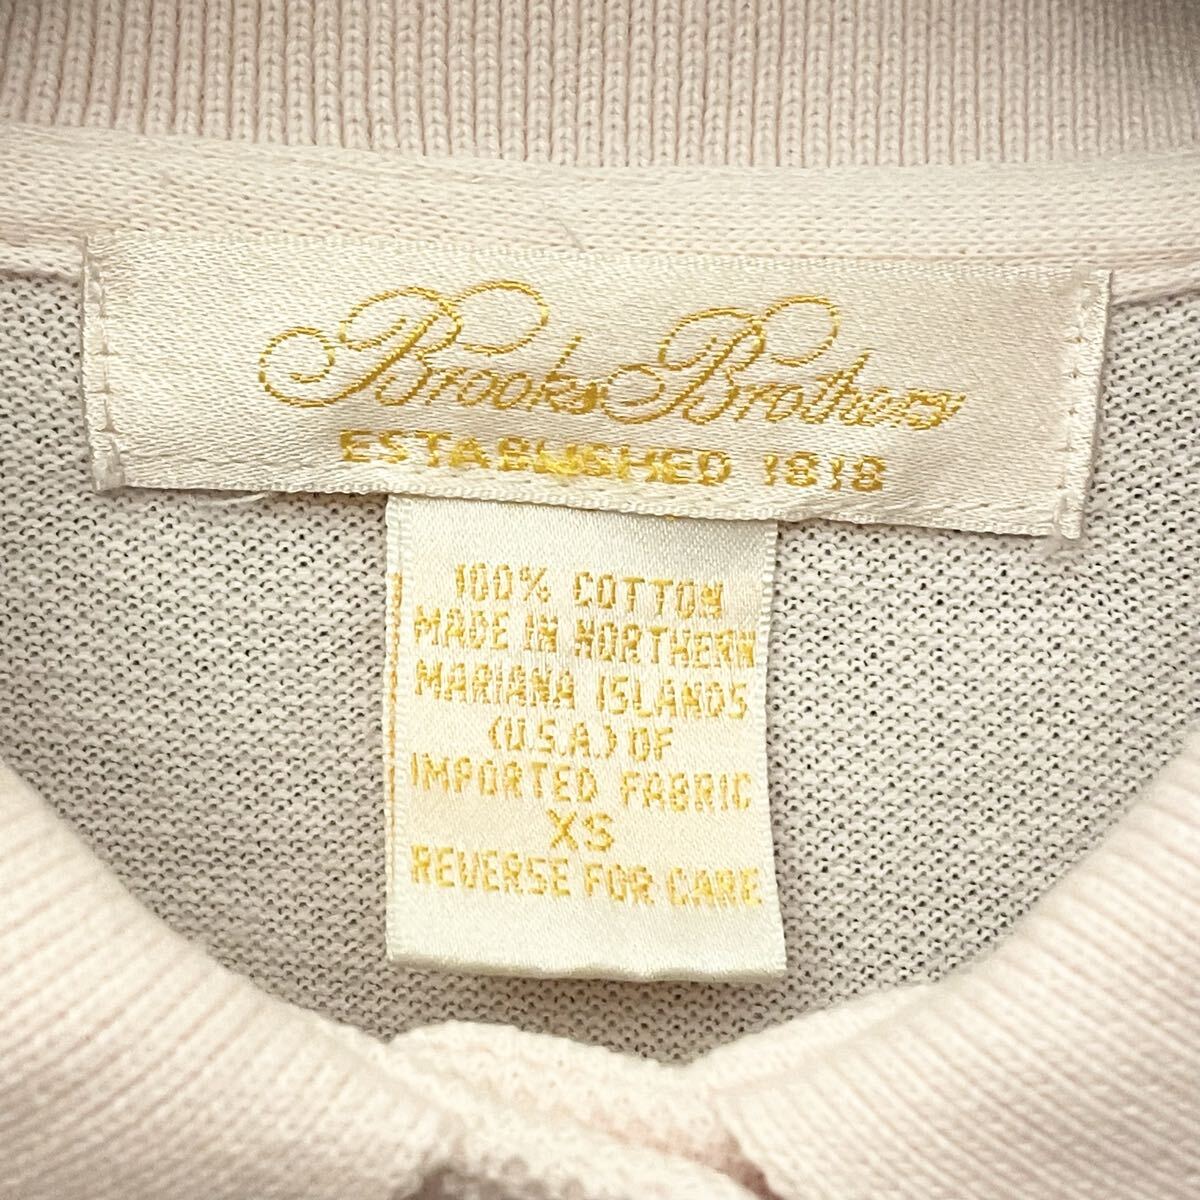 Brooks Brothers
ESTABLISHED 1818
100% COTTON
MADE IN NORTHERN
MARIANA ISLANDS
(U.S.A.) OF
IMPORTED FABRIC
XS
REVERSE FOR CARE